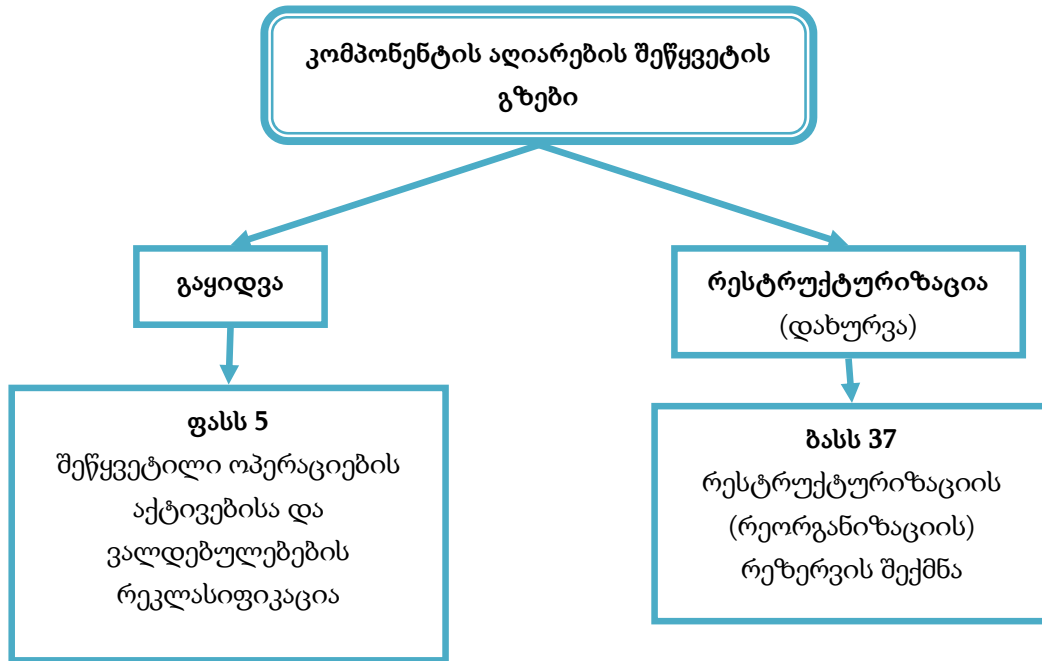 კომპონენტის აღიარების შეწყვეტის
გზები
გაყიდვა
რესტრუქტურიზაცია
(დახურვა)
ფასს 5
შეწყვეტილი ოპერაციების
აქტივებისა და
ვალდებულებების
რეკლასიფიკაცია
ბასს 37
რესტრუქტურიზაციის
(რეორგანიზაციის)
რეზერვის შექმნა